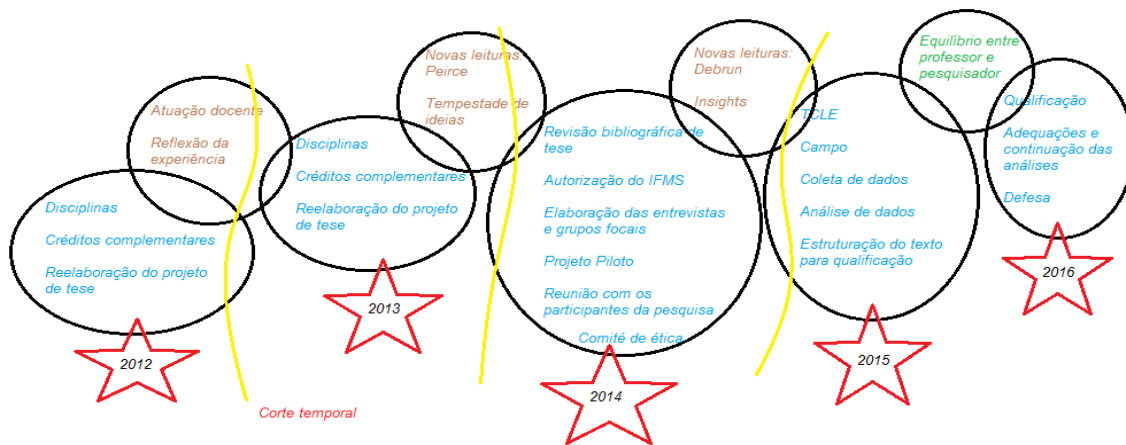 Atuação docente
Reflexão da
experiência
Disciplinas
Créditos complementares
Reelaboração do projeto
de tese
2012
Corte temporal
Disciplinas
Créditos complementares
Reelaboração do projeto
de tese
2013
Novas leituras:
Peirce
Tempestade de
ideias
Revisão bibliográfica de
tese
Autorização do IFMS
Elaboração das entrevistas
e grupos focais
Projeto Piloto
Reunião com os
participantes da pesquisa
Comité de ética
2014
Novas leituras:
Debrun
Insights
TCLE
Campo
Coleta de dados
Análise de dados
Estruturação do texto
para qualificação
2015
Equilíbrio entre
professor e
pesquisador
Qualificação
Adequações e
continuação das
análises
Defesa
2016